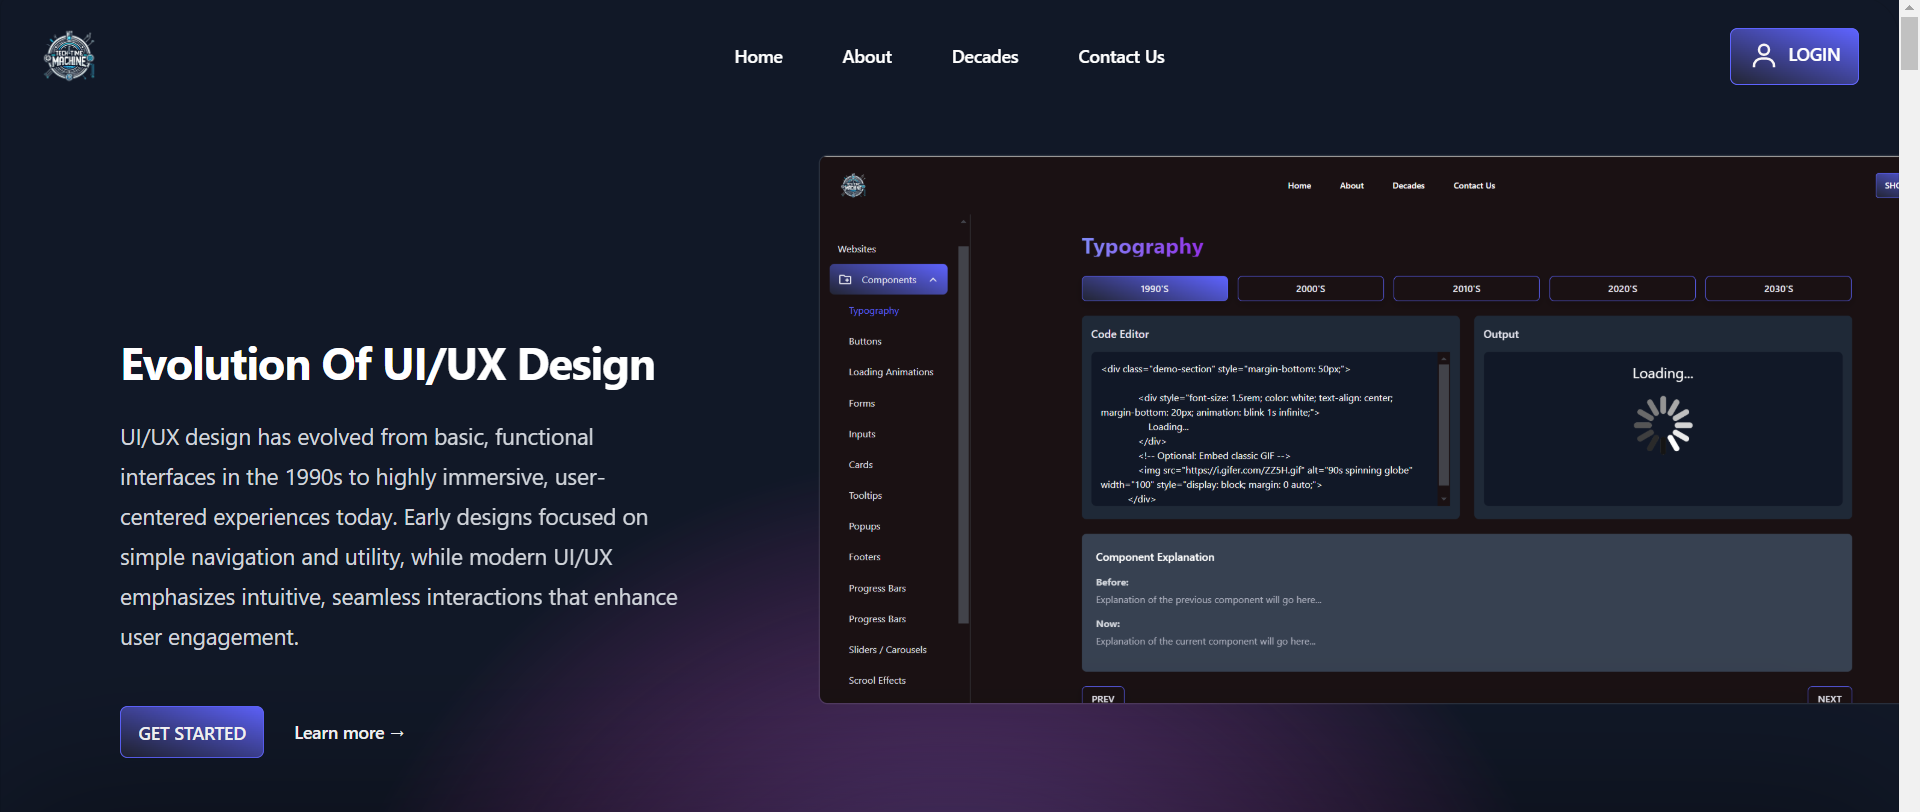 TECH-TIME
MACHINE
Home About Decades Contact Us
LOGIN
Evolution Of UI/UX Design
UI/UX design has evolved from basic, functional
interfaces in the 1990s to highly immersive, user-
centered experiences today. Early designs focused on
simple navigation and utility, while modern UI/UX
emphasizes intuitive, seamless interactions that enhance
user engagement.
GET STARTED Learn more →
Home About Decades Contact Us
Websites
Components
Typography
Buttons
Loading Animations
Forms
Inputs
Cards
Tooltips
Popups
Footers
Progress Bars
Progress Bars
Sliders / Carousels
Scrool Effects
Typography
1990'S 2000'S 2010'S 2020'S 2030'S
Code Editor
<div class="demo-section" style="margin-bottom: 50px;">
<div style="font-size: 1.5rem; color: white; text-align: center;
margin-bottom: 20px; animation: blink 1s infinite;">
Loading...
</div>
<!-- Optional: Embed classic GIF -->
<img src="https://i.gifer.com/ZZ5H.gif" alt="90s spinning globe"
width="100" style="display: block; margin: 0 auto;">
</div>
Output
Loading...
Component Explanation
Before:
Explanation of the previous component will go here...
Now:
Explanation of the current component will go here...
PREV NEXT